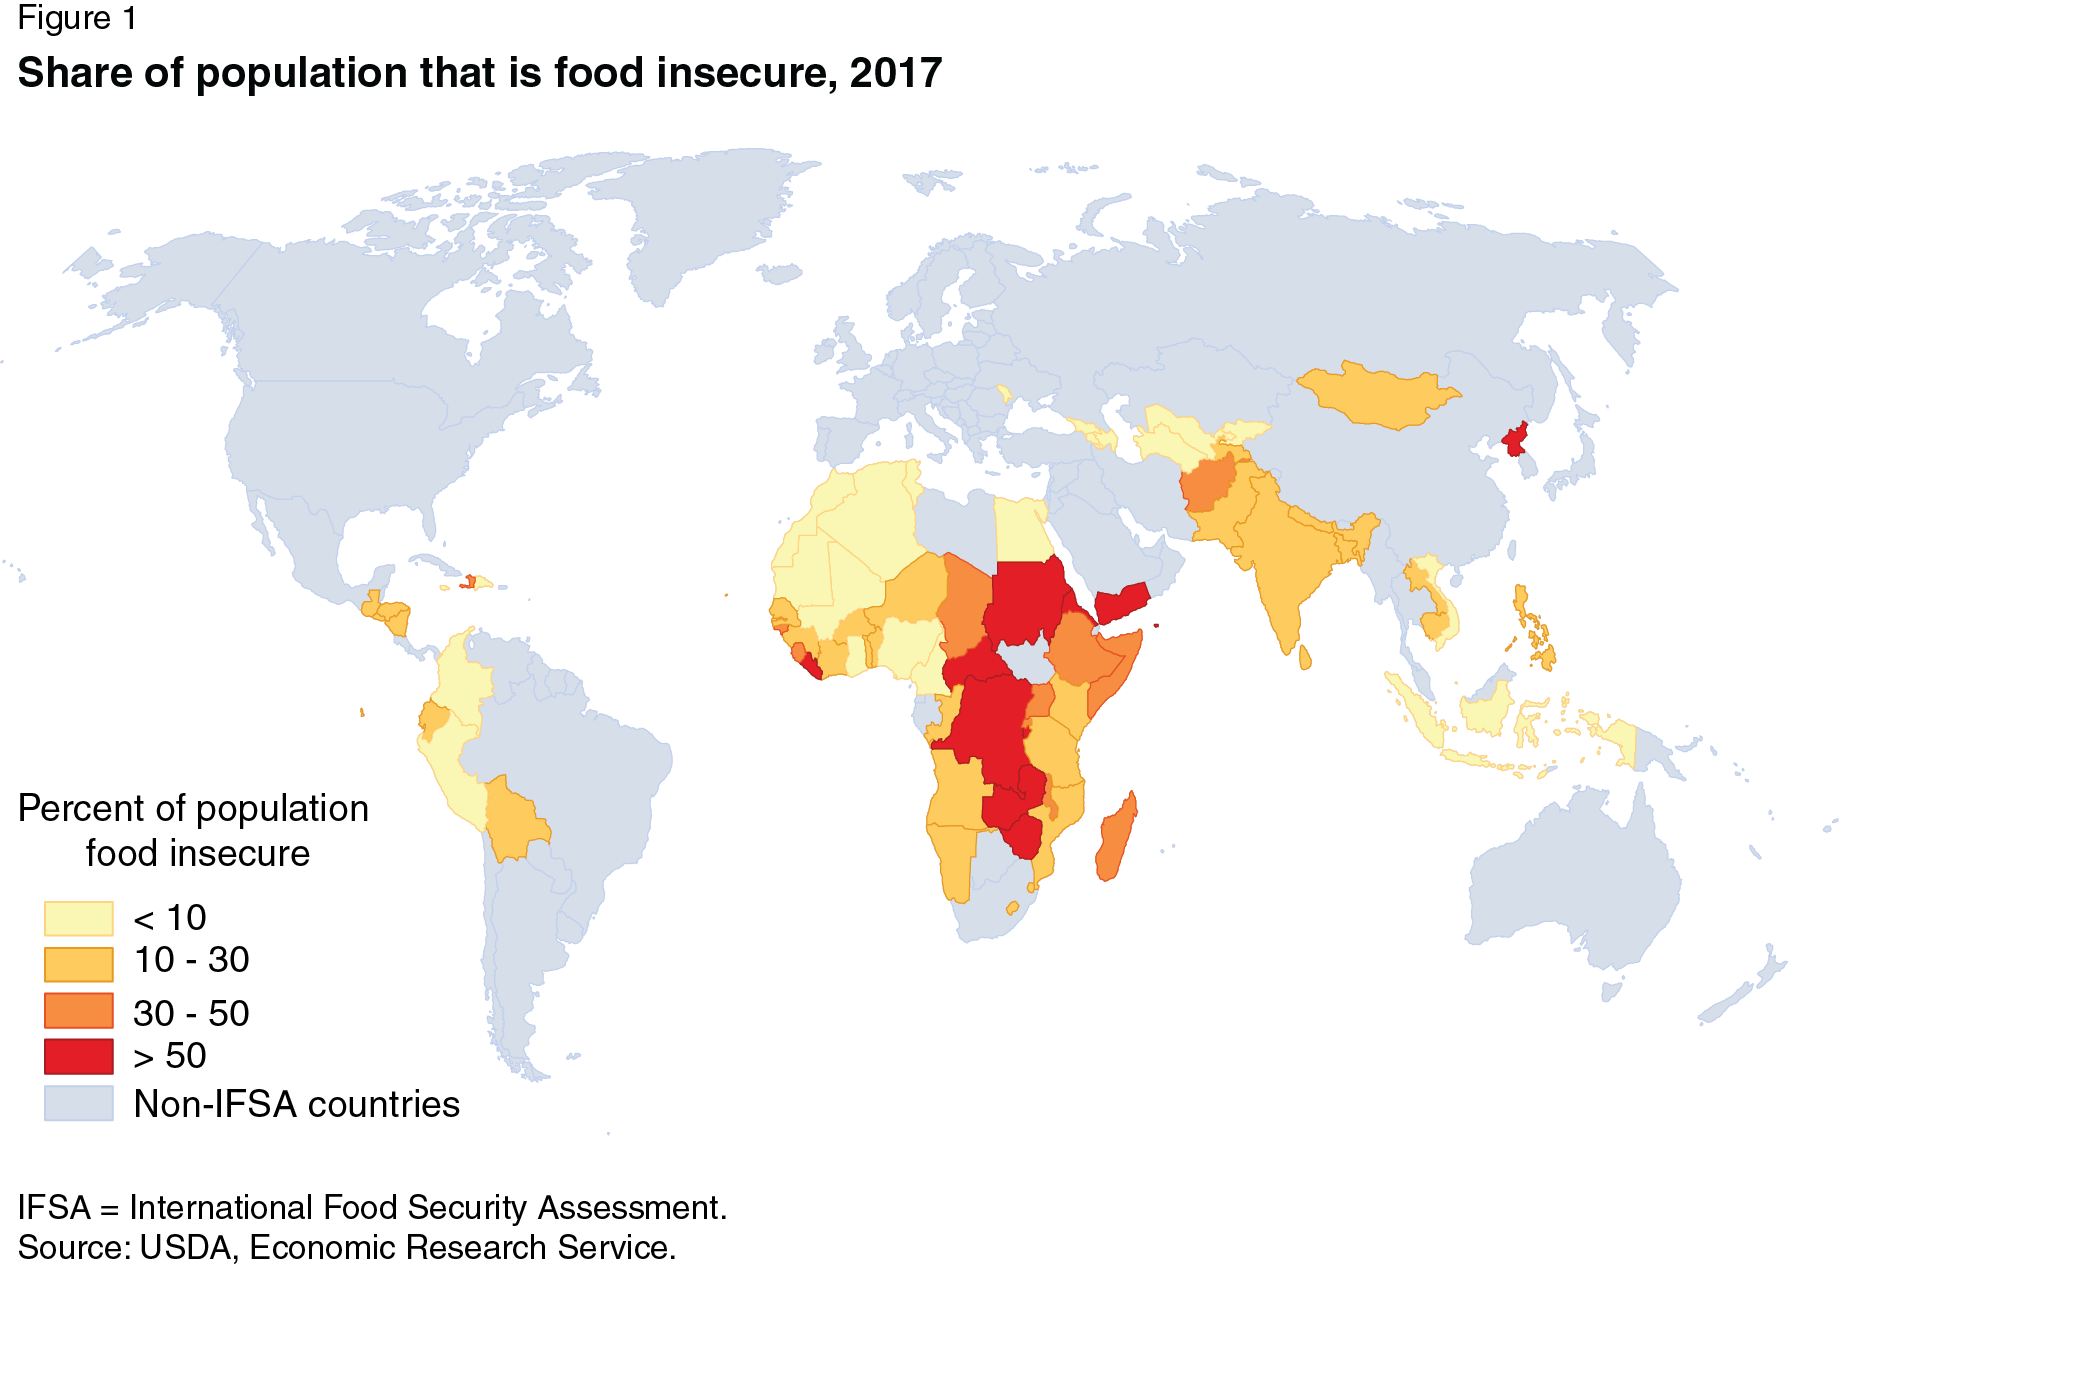 Figure 1
Share of population that is food insecure, 2017
Percent of population
food insecure
< 10
10 - 30
30 - 50
> 50
Non-IFSA countries
IFSA = International Food Security Assessment.
Source: USDA, Economic Research Service.